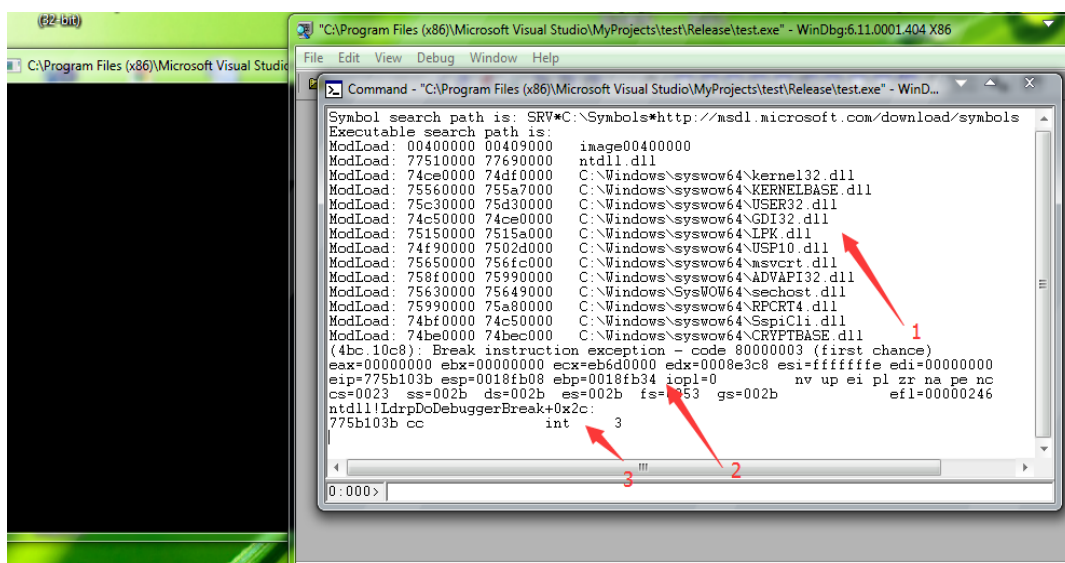 (32-bit)
C:\Program Files (x86)\Microsoft Visual Studio
"C:\Program Files (x86)\Microsoft Visual Studio\MyProjects\test\Release\test.exe" - WinDbg:6.11.0001.404 X86
File Edit View Debug Window Help
Command - "C:\Program Files (x86)\Microsoft Visual Studio\MyProjects\test\Release\test.exe" - WinD...
Symbol search path is: SRV*C:\Symbols*http://msdl.microsoft.com/download/symbols
Executable search path is:
ModLoad: 00400000 00409000 image00400000
ModLoad: 77510000 77690000 ntdll.dll
ModLoad: 74ce0000 74df0000 C:\Windows\syswow64\kernel32.dll
ModLoad: 75560000 755a7000 C:\Windows\syswow64\KERNELBASE.dll
ModLoad: 75c30000 75d30000 C:\Windows\syswow64\USER32.dll
ModLoad: 74c50000 74ce0000 C:\Windows\syswow64\GDI32.dll
ModLoad: 75150000 7515a000 C:\Windows\syswow64\LPK.dll
ModLoad: 74f90000 7502d000 C:\Windows\syswow64\USP10.dll
ModLoad: 75650000 756fc000 C:\Windows\syswow64\msvcrt.dll
ModLoad: 758f0000 75990000 C:\Windows\syswow64\ADVAPI32.dll
ModLoad: 75630000 75649000 C:\Windows\SysWOW64\sechost.dll
ModLoad: 75990000 75a80000 C:\Windows\syswow64\RPCRT4.dll
ModLoad: 74bf0000 74c50000 C:\Windows\syswow64\SspiCli.dll
ModLoad: 74be0000 74bec000 C:\Windows\syswow64\CRYPTBASE.dll
1
(4bc.10c8): Break instruction exception - code 80000003 (first chance)
eax=00000000 ebx=00000000 ecx=eb6d0000 edx=0008e3c8 esi=fffffffe edi=00000000
eip=775b103b esp=0018fb08 ebp=0018fb34 iopl=0 nv up ei pl zr na pe nc
cs=0023 ss=002b ds=002b es=002b fs=0053 gs=002b efl=00000246
ntdll!LdrpDoDebuggerBreak+0x2c:
775b103b cc int 3
2
3
0:000>